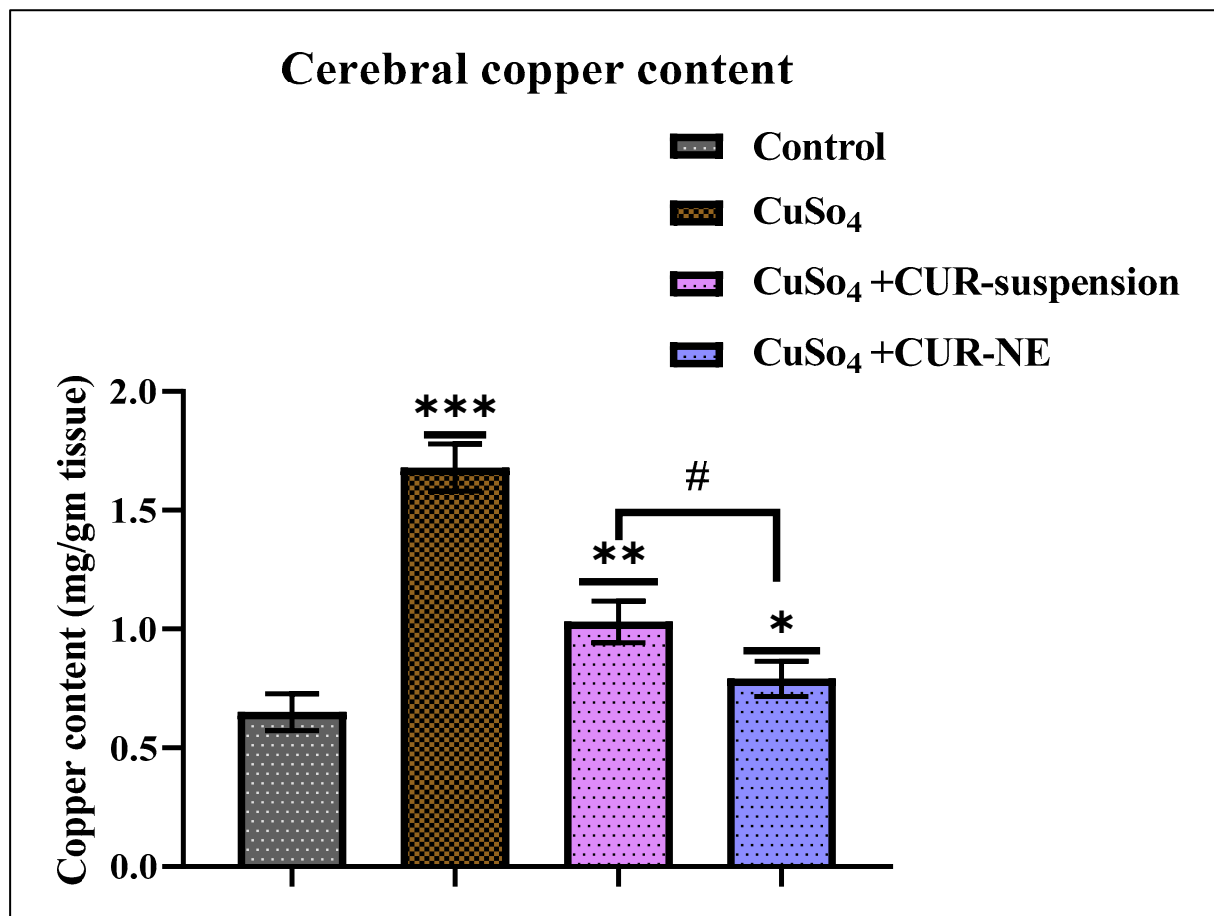 Cerebral copper content
Control
CuSo₄
CuSo₄ +CUR-suspension
CuSo₄ +CUR-NE
Copper content (mg/gm tissue)
2.0
1.5
1.0
0.5
0.0
***
**
*
#